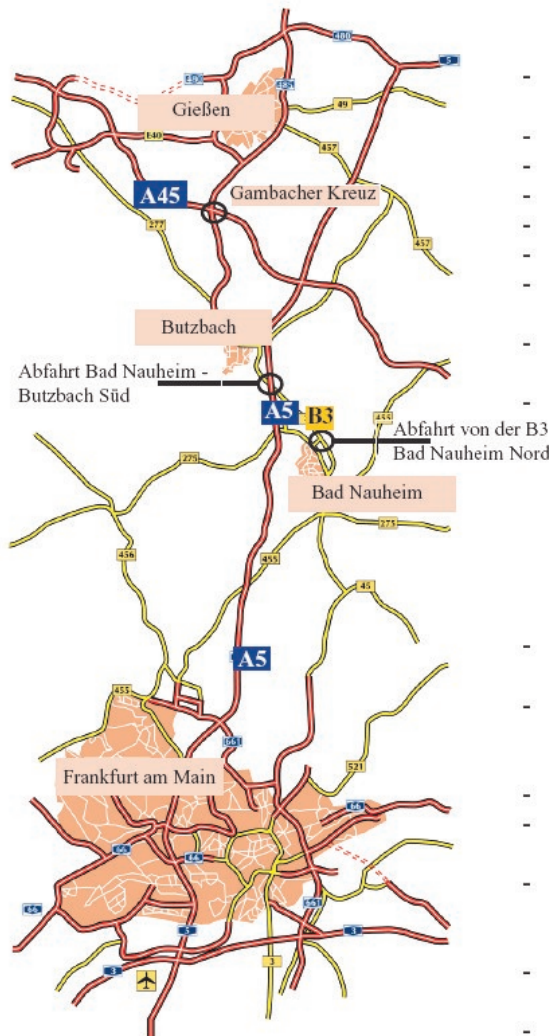 480
5
480
485
Gießen
49
E40
457
A45
Gambacher Kreuz
277
457
Butzbach
Abfahrt Bad Nauheim -
Butzbach Süd
A5
B3
455
Abfahrt von der B3
Bad Nauheim Nord
275
Bad Nauheim
275
456
455
45
A5
455
661
521
Frankfurt am Main
66
66
66
66
661
5
3
3
3